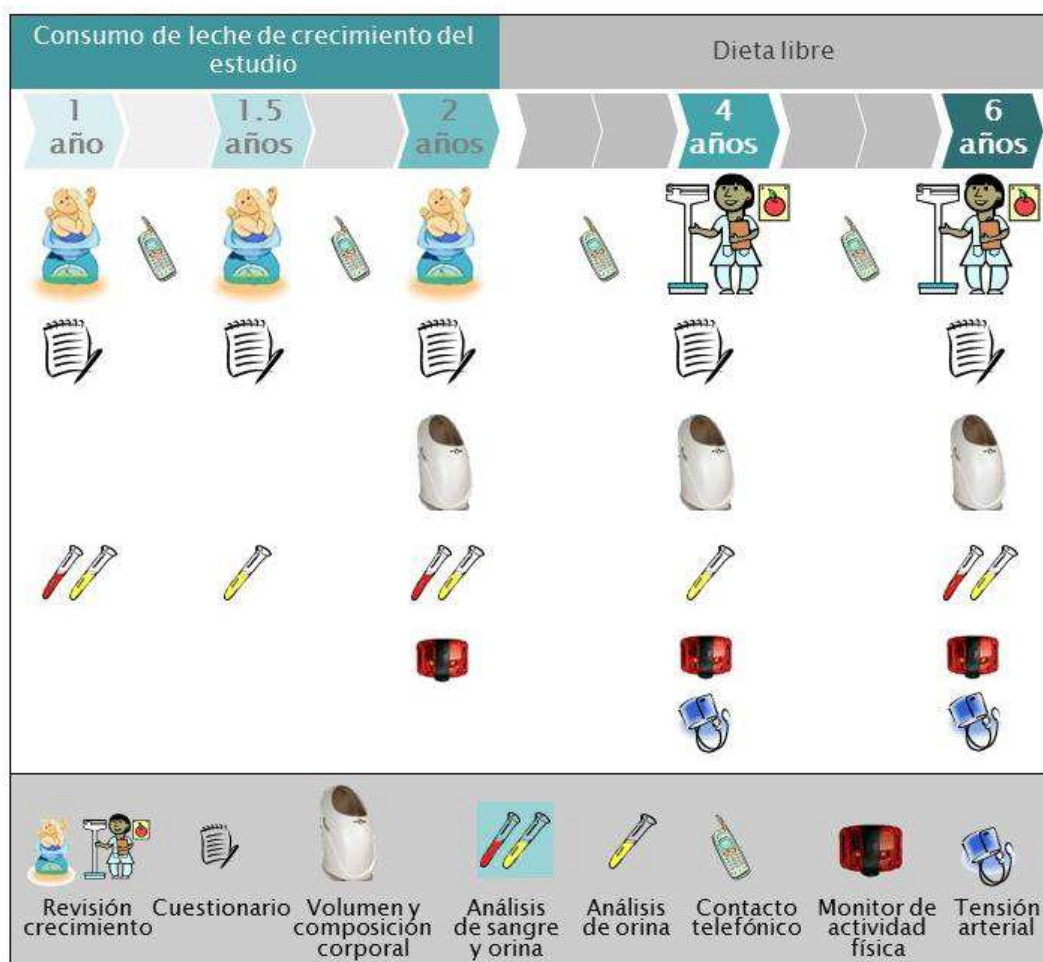 Consumo de leche de crecimiento del
estudio
Dieta libre
1
año
1.5
años
2
años
4
años
6
años
Revisión
crecimiento
Cuestionario
Volumen y
composición
corporal
Análisis
de sangre
y orina
Análisis
de orina
Contacto
telefónico
Monitor de
actividad
física
Tensión
arterial